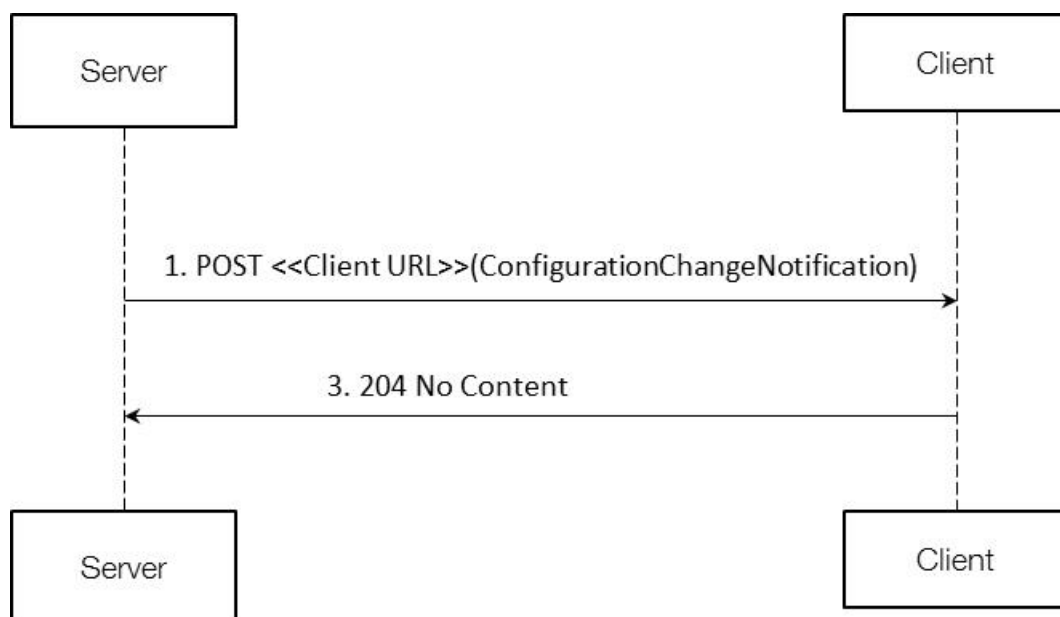 Server
Client
1. POST <<Client URL>>(ConfigurationChangeNotification)
3. 204 No Content
Server
Client